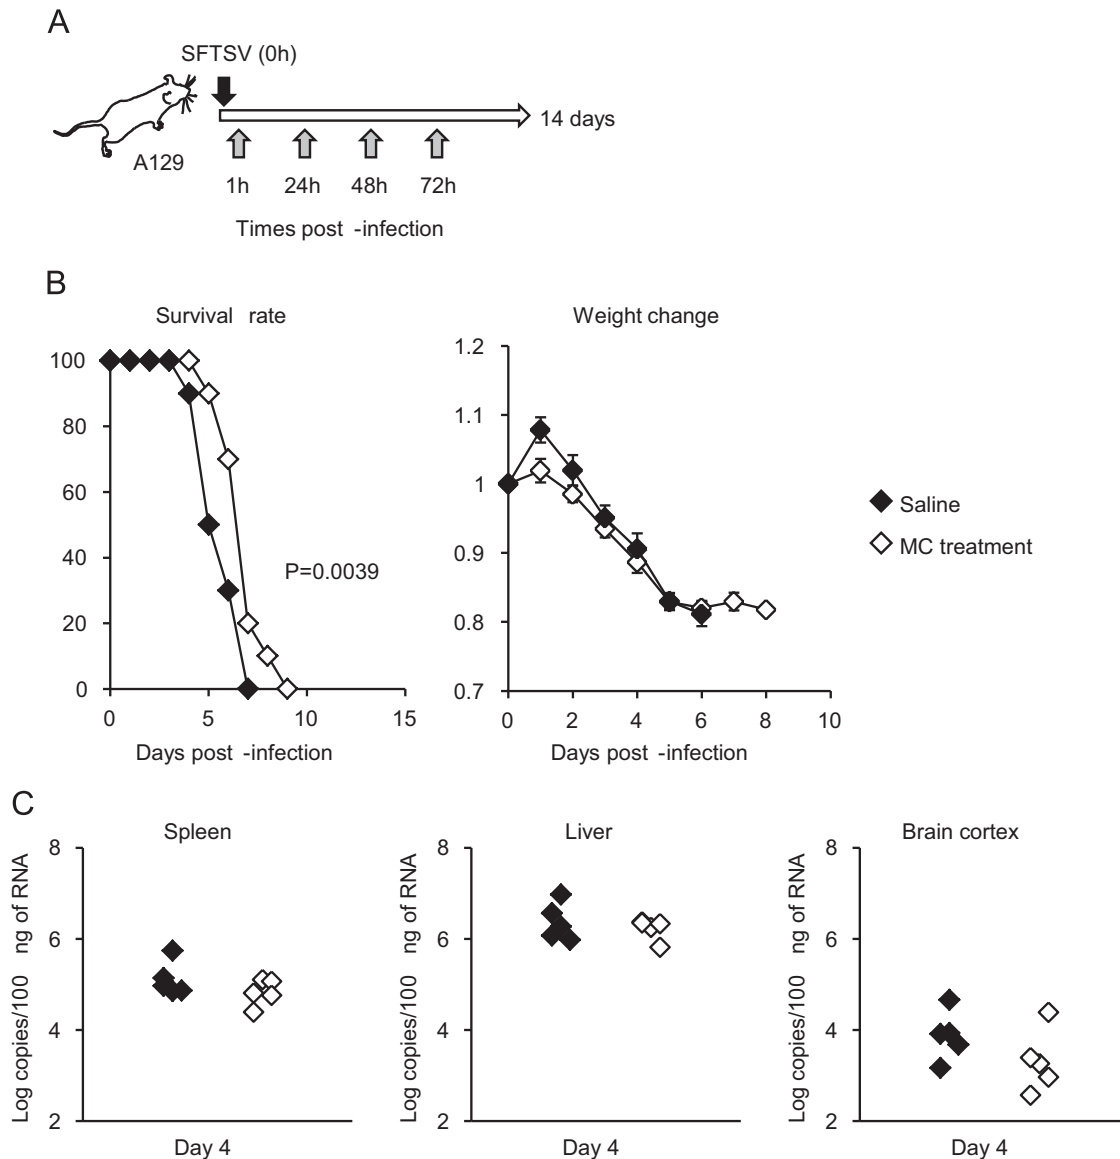 A
SFTSV (0h)
14 days
A129
1h 24h 48h 72h
Times post -infection
B
Survival rate
100
80
60
40
20
0
P=0.0039
0 5 10 15
Days post -infection
Weight change
1.2
1.1
1
0.9
0.8
0.7
0 2 4 6 8 10
Days post -infection
Saline
MC treatment
C
Spleen
Log copies/100 ng of RNA
8
6
4
2
Day 4
Liver
Log copies/100 ng of RNA
8
6
4
2
Day 4
Brain cortex
Log copies/100 ng of RNA
8
6
4
2
Day 4